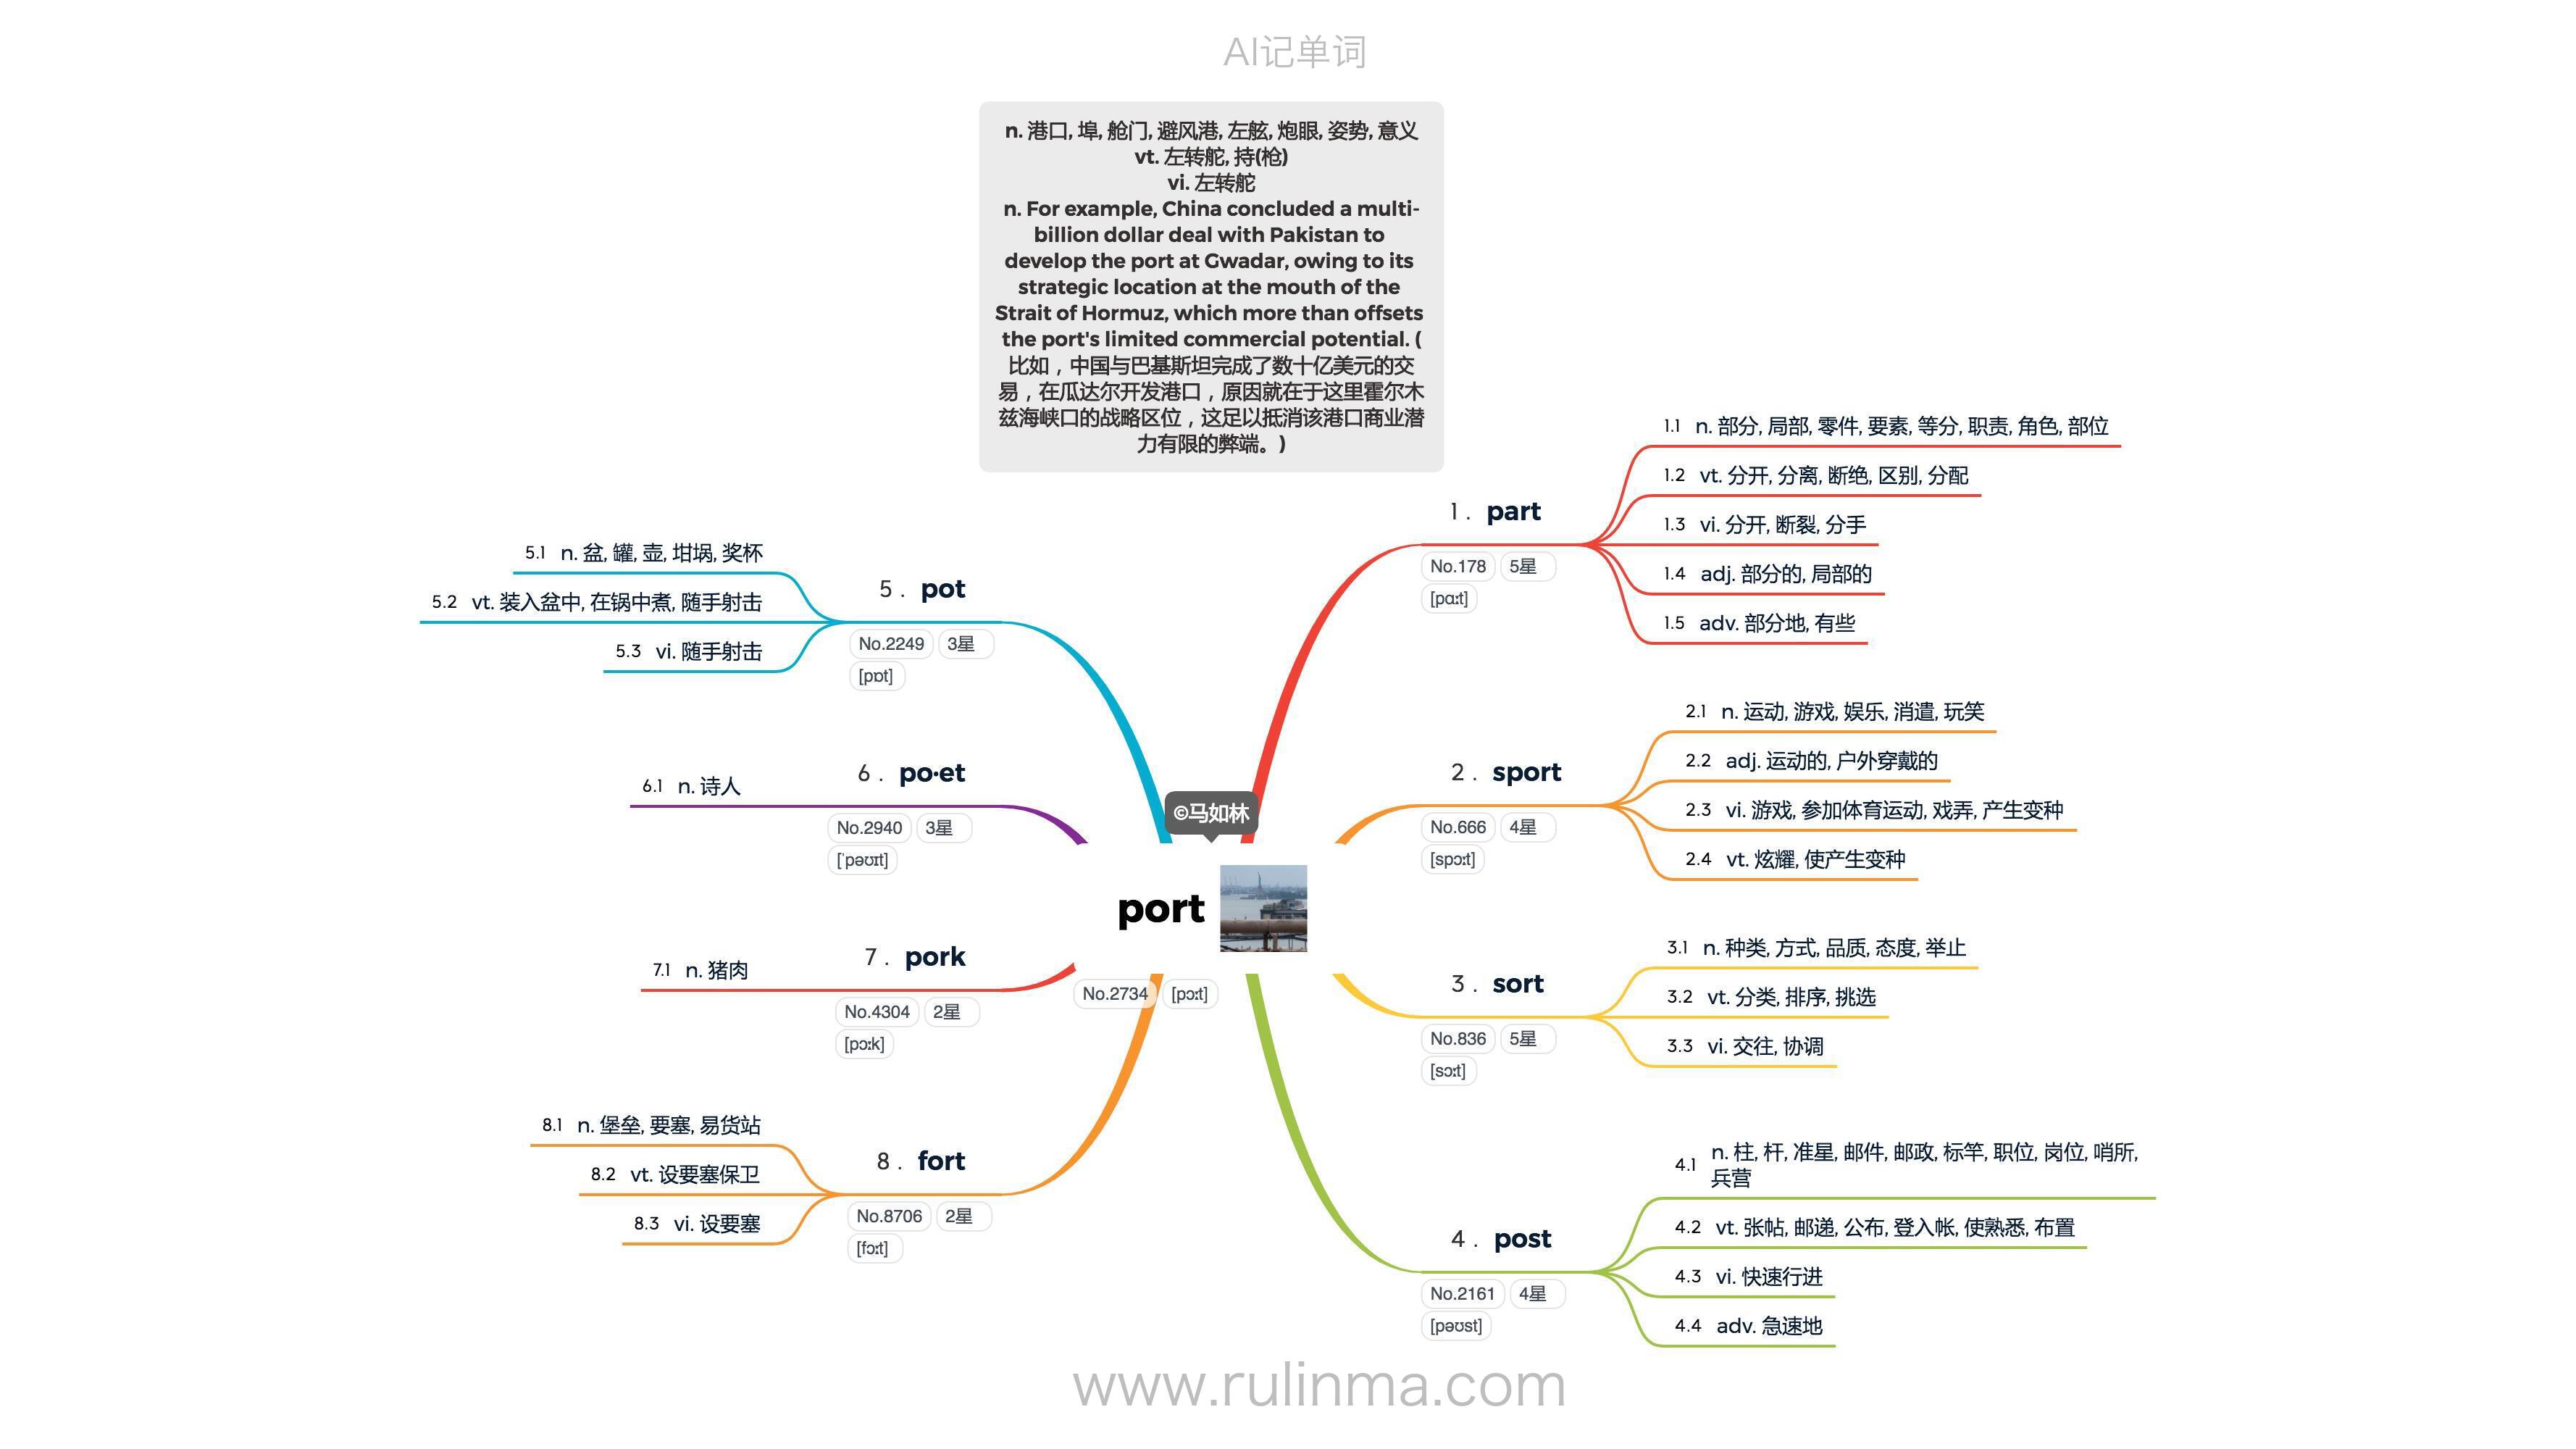 AI记单词
n. 港口, 埠, 舱门, 避风港, 左舷, 炮眼, 姿势, 意义
vt. 左转舵, 持(枪)
vi. 左转舵
n. For example, China concluded a multi-
billion dollar deal with Pakistan to
develop the port at Gwadar, owing to its
strategic location at the mouth of the
Strait of Hormuz, which more than offsets
the port's limited commercial potential. (
比如，中国与巴基斯坦完成了数十亿美元的交
易，在瓜达尔开发港口，原因就在于这里霍尔木
兹海峡口的战略区位，这足以抵消该港口商业潜
力有限的弊端。)
©马如林
port
No.2734 [pɔːt]
1. part
No.178 5星
[pɑːt]
1.1 n. 部分, 局部, 零件, 要素, 等分, 职责, 角色, 部位
1.2 vt. 分开, 分离, 断绝, 区别, 分配
1.3 vi. 分开, 断裂, 分手
1.4 adj. 部分的, 局部的
1.5 adv. 部分地, 有些
2. sport
No.666 4星
[spɔːt]
2.1 n. 运动, 游戏, 娱乐, 消遣, 玩笑
2.2 adj. 运动的, 户外穿戴的
2.3 vi. 游戏, 参加体育运动, 戏弄, 产生变种
2.4 vt. 炫耀, 使产生变种
3. sort
No.836 5星
[sɔːt]
3.1 n. 种类, 方式, 品质, 态度, 举止
3.2 vt. 分类, 排序, 挑选
3.3 vi. 交往, 协调
4. post
No.2161 4星
[pəʊst]
4.1 n. 柱, 杆, 准星, 邮件, 邮政, 标竿, 职位, 岗位, 哨所,
兵营
4.2 vt. 张帖, 邮递, 公布, 登入帐, 使熟悉, 布置
4.3 vi. 快速行进
4.4 adv. 急速地
5. pot
No.2249 3星
[pɒt]
5.1 n. 盆, 罐, 壶, 坩埚, 奖杯
5.2 vt. 装入盆中, 在锅中煮, 随手射击
5.3 vi. 随手射击
6. po·et
No.2940 3星
[ˈpəʊɪt]
6.1 n. 诗人
7. pork
No.4304 2星
[pɔːk]
7.1 n. 猪肉
8. fort
No.8706 2星
[fɔːt]
8.1 n. 堡垒, 要塞, 易货站
8.2 vt. 设要塞保卫
8.3 vi. 设要塞
www.rulinma.com